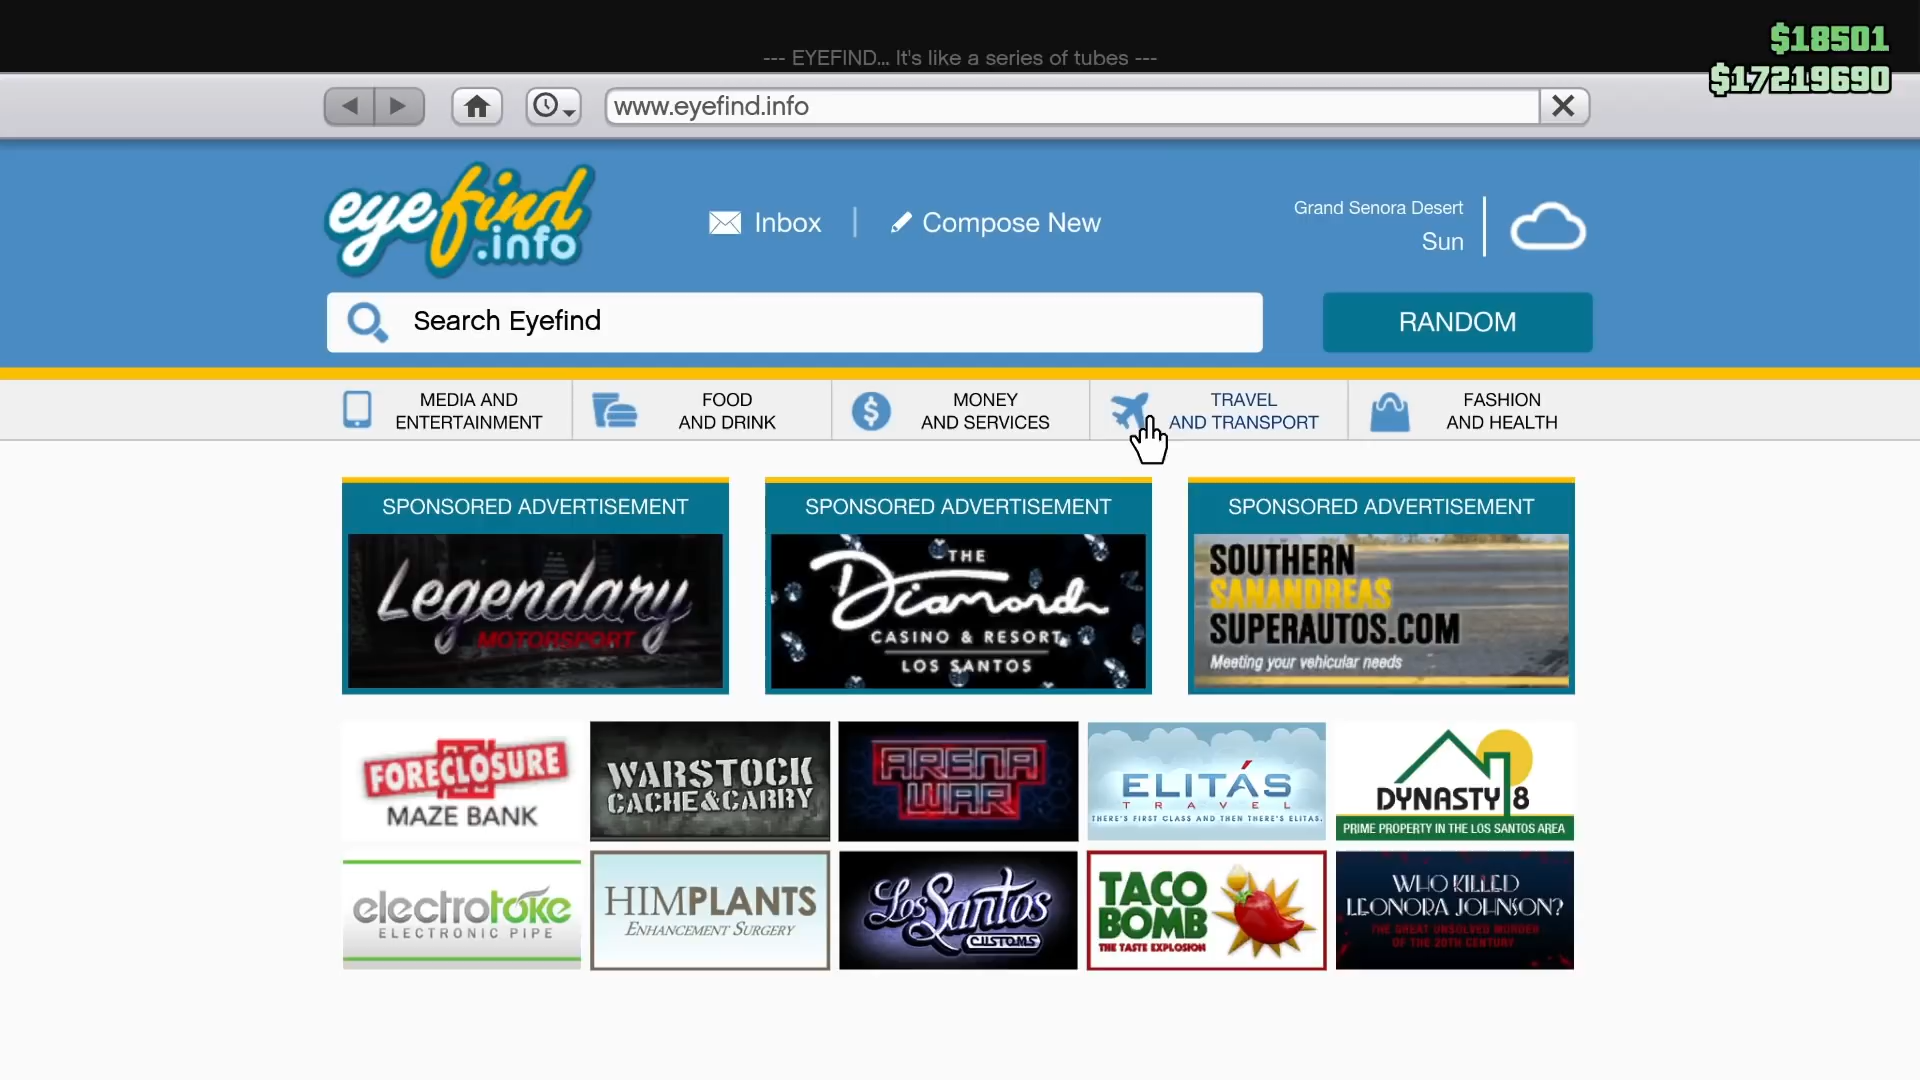 $18501
--- EYEFIND... It's like a series of tubes ---
$17219690
www.eyefind.info
eyefind
.info
Inbox
Compose New
Grand Senora Desert
Sun
Search Eyefind
RANDOM
MEDIA AND
ENTERTAINMENT
FOOD
AND DRINK
MONEY
AND SERVICES
TRAVEL
AND TRANSPORT
FASHION
AND HEALTH
SPONSORED ADVERTISEMENT
Legendary
MOTORSPORT
SPONSORED ADVERTISEMENT
THE
Diamond
CASINO & RESORT
LOS SANTOS
SPONSORED ADVERTISEMENT
SOUTHERN
SANANDREAS
SUPERAUTOS.COM
Meeting your vehicular needs
FORECLOSURE
MAZE BANK
WARSTOCK
CACHE&CARRY
ARENA
WAR
ELITÁS
TRAVEL
THERE'S FIRST CLASS AND THEN THERE'S ELITAS.
DYNASTY 8
PRIME PROPERTY IN THE LOS SANTOS AREA
electrotoke
ELECTRONIC PIPE
HIMPLANTS
ENHANCEMENT SURGERY
Los Santos
CUSTOMS
TACO
BOMB
THE TASTE EXPLOSION
WHO KILLED
LEONORA JOHNSON?
THE GREAT UNSOLVED MURDER
OF THE 20TH CENTURY